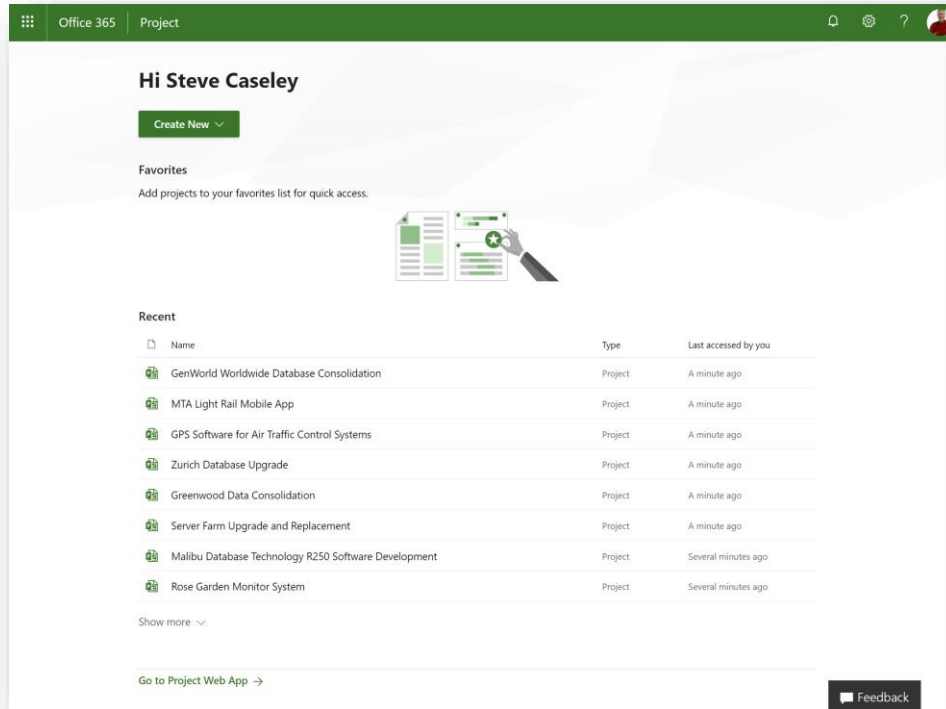 Office 365 Project ?
Hi Steve Caseley
Create New
Favorites
Add projects to your favorites list for quick access.
Recent
Name Type Last accessed by you
GenWorld Worldwide Database Consolidation Project A minute ago
MTA Light Rail Mobile App Project A minute ago
GPS Software for Air Traffic Control Systems Project A minute ago
Zurich Database Upgrade Project A minute ago
Greenwood Data Consolidation Project A minute ago
Server Farm Upgrade and Replacement Project A minute ago
Malibu Database Technology R250 Software Development Project Several minutes ago
Rose Garden Monitor System Project Several minutes ago
Show more
Go to Project Web App →
Feedback